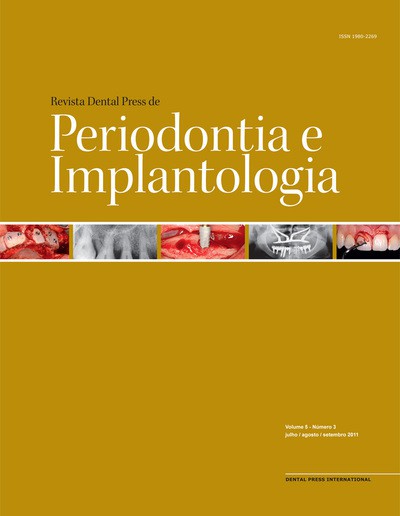 ISSN 1980-2269
Revista Dental Press de
Periodontia e
Implantologia
Volume 5 - Número 3
julho / agosto / setembro 2011
DENTAL PRESS INTERNATIONAL